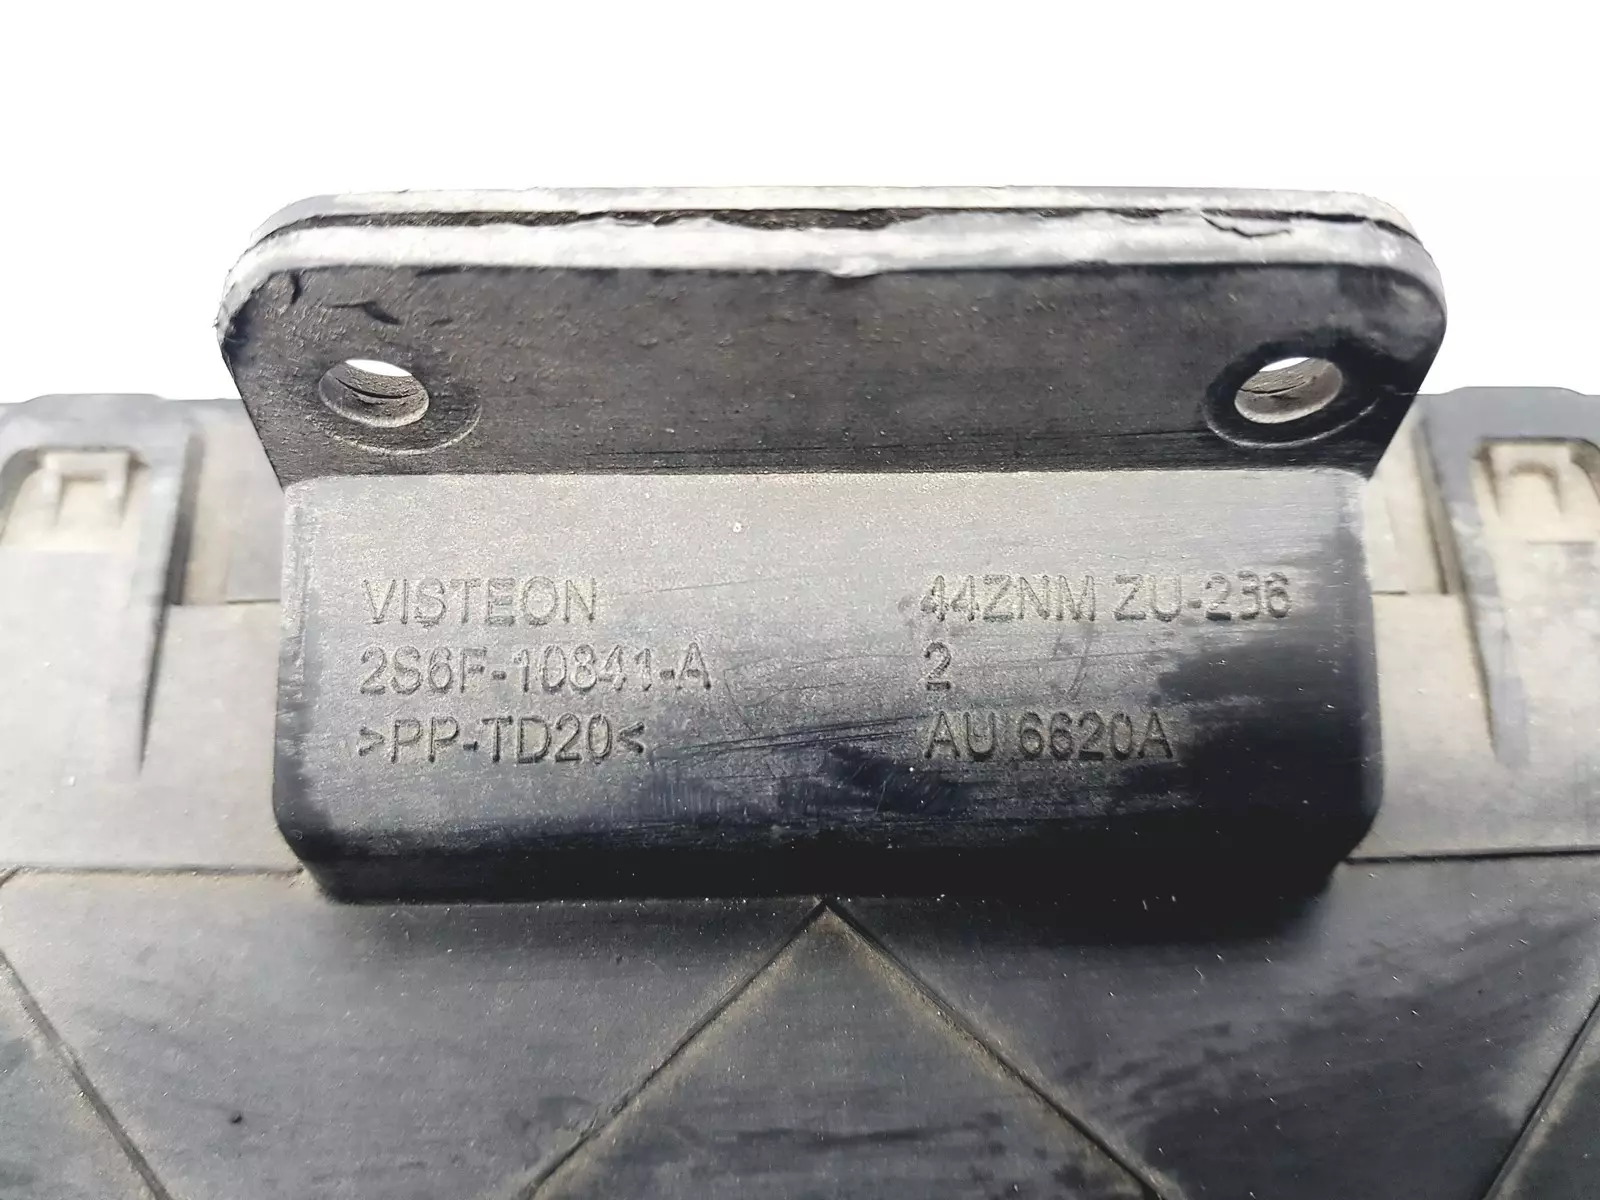 VISTEON
2S6F-10841-A
>PP-TD20<
44ZNM ZU-236
2
AU 6620A